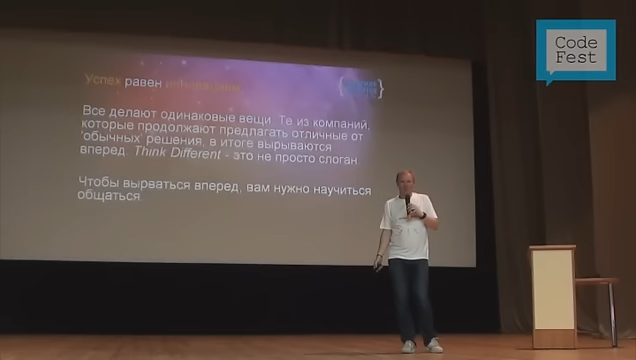 Успех равен
Все делают одинаковые вещи. Те из компаний,
которые продолжают предлагать отличные от
'обычных' решения, в итоге вырываются
вперед. Think Different - это не просто слоган.
Чтобы вырваться вперед, вам нужно научиться
общаться.
Code
Fest